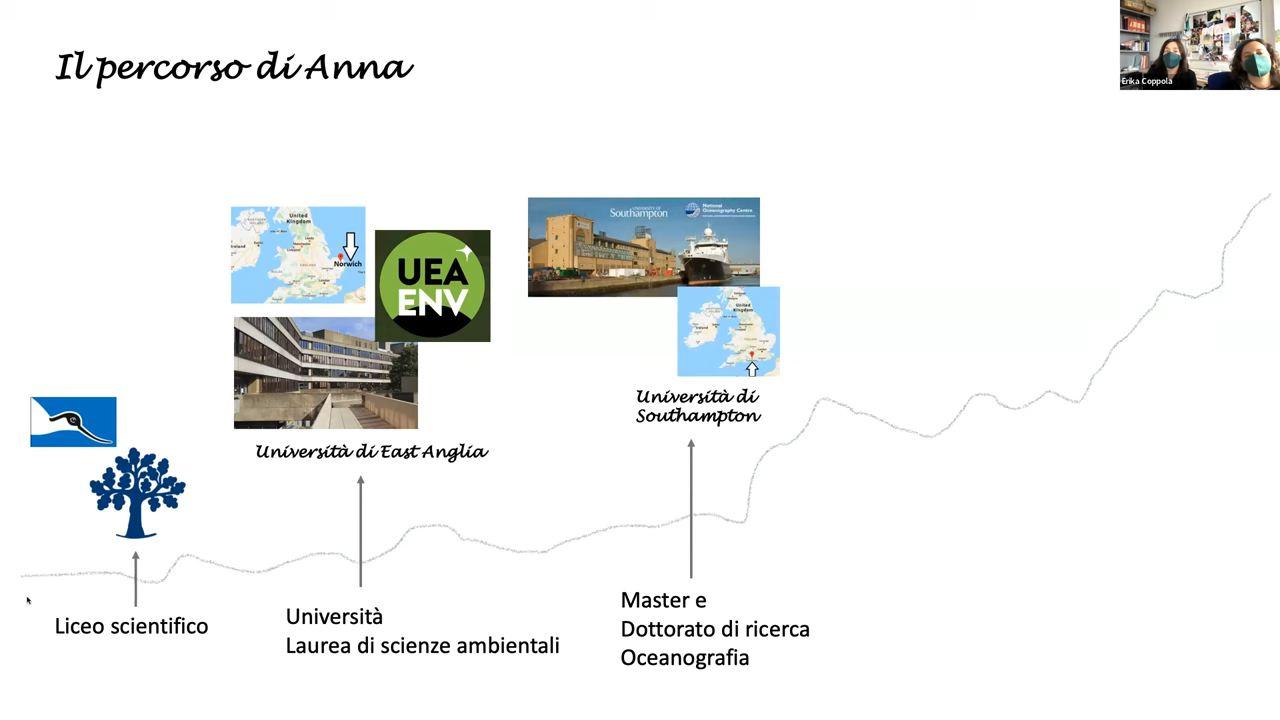 Il percorso di Anna
Erika Coppola
United
Kingdom
Norwich
Ireland
UEA
ENV
UNIVERSITY OF
Southampton
National
Oceanography Centre
United
Kingdom
Ireland
Università di
Southampton
Università di East Anglia
Liceo scientifico
Università
Laurea di scienze ambientali
Master e
Dottorato di ricerca
Oceanografia